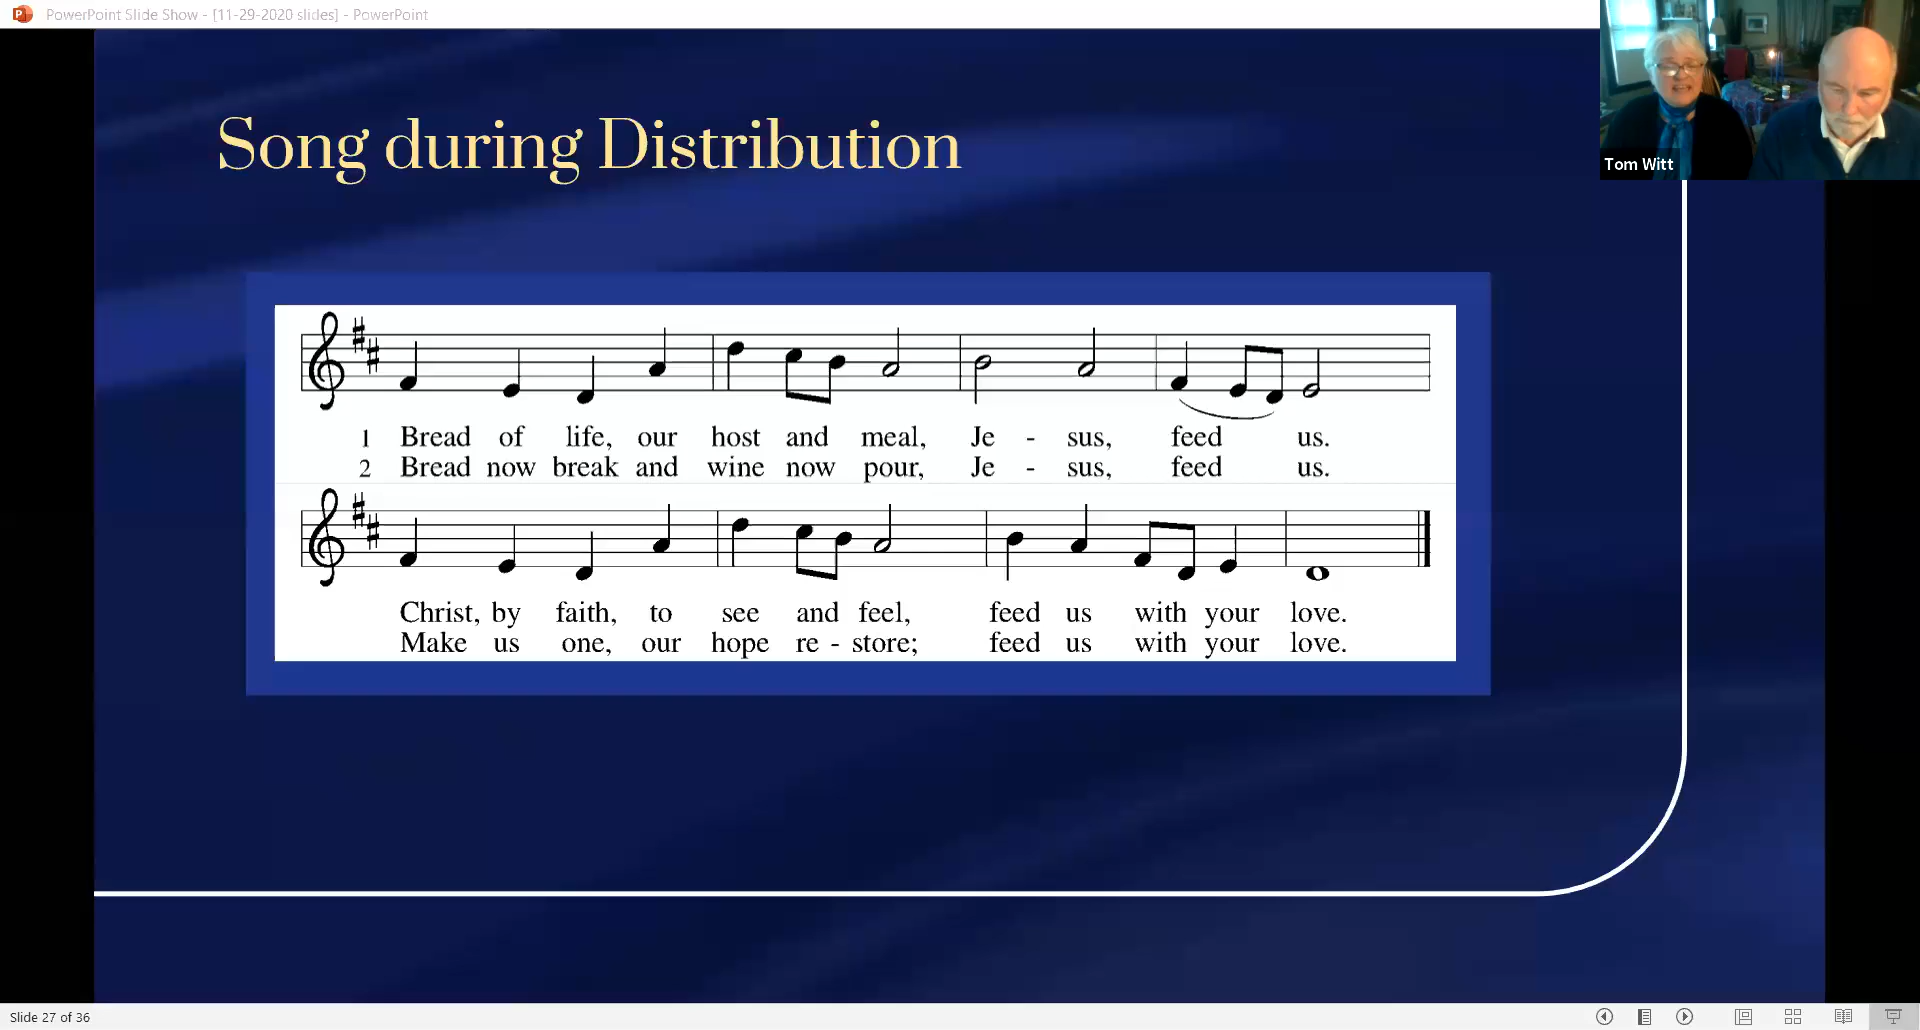 PowerPoint Slide Show - [11-29-2020 slides] - PowerPoint
Tom Witt
Song during Distribution
1 Bread of life, our host and meal, Je - sus, feed us.
2 Bread now break and wine now pour, Je - sus, feed us.
Christ, by faith, to see and feel, feed us with your love.
Make us one, our hope re - store; feed us with your love.
Slide 27 of 36